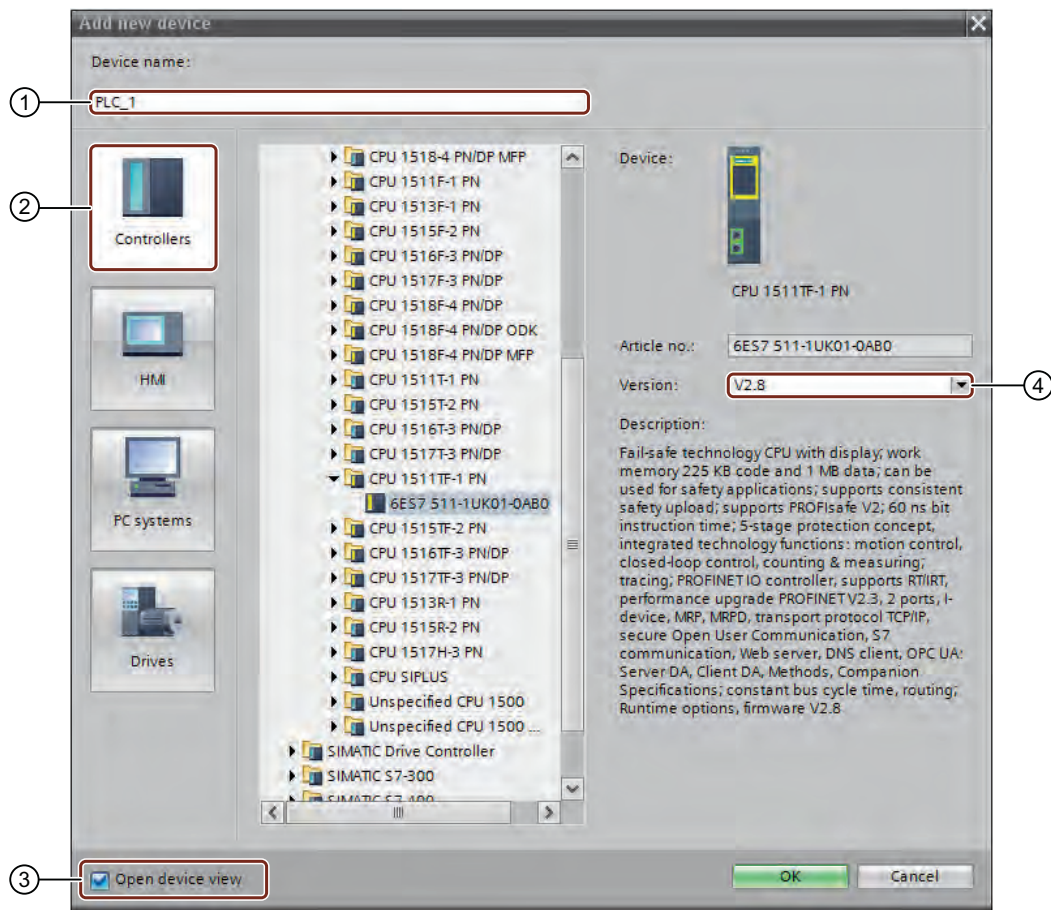 Add new device
Device name:
1
PLC_1
2
Controllers
HMI
PC systems
Drives
CPU 1518-4 PN/DP MFP
CPU 1511F-1 PN
CPU 1513F-1 PN
CPU 1515F-2 PN
CPU 1516F-3 PN/DP
CPU 1517F-3 PN/DP
CPU 1518F-4 PN/DP
CPU 1518F-4 PN/DP ODK
CPU 1518F-4 PN/DP MFP
CPU 1511T-1 PN
CPU 1515T-2 PN
CPU 1516T-3 PN/DP
CPU 1517T-3 PN/DP
CPU 1511TF-1 PN
6ES7 511-1UK01-0AB0
CPU 1515TF-2 PN
CPU 1516TF-3 PN/DP
CPU 1517TF-3 PN/DP
CPU 1513R-1 PN
CPU 1515R-2 PN
CPU 1517H-3 PN
CPU SIPLUS
Unspecified CPU 1500
Unspecified CPU 1500 ...
SIMATIC Drive Controller
SIMATIC S7-300
SIMATIC S7-400
Device:
CPU 1511TF-1 PN
Article no.: 6ES7 511-1UK01-0AB0
Version: V2.8
4
Description:
Fail-safe technology CPU with display; work
memory 225 KB code and 1 MB data; can be
used for safety applications; supports consistent
safety upload; supports PROFIsafe V2; 60 ns bit
instruction time; 5-stage protection concept,
integrated technology functions: motion control,
closed-loop control, counting & measuring;
tracing; PROFINET IO controller, supports RT/IRT,
performance upgrade PROFINET V2.3, 2 ports, I-
device, MRP, MRPD, transport protocol TCP/IP,
secure Open User Communication, S7
communication, Web server, DNS client, OPC UA:
Server DA, Client DA, Methods, Companion
Specifications; constant bus cycle time, routing;
Runtime options, firmware V2.8
3
Open device view
OK
Cancel